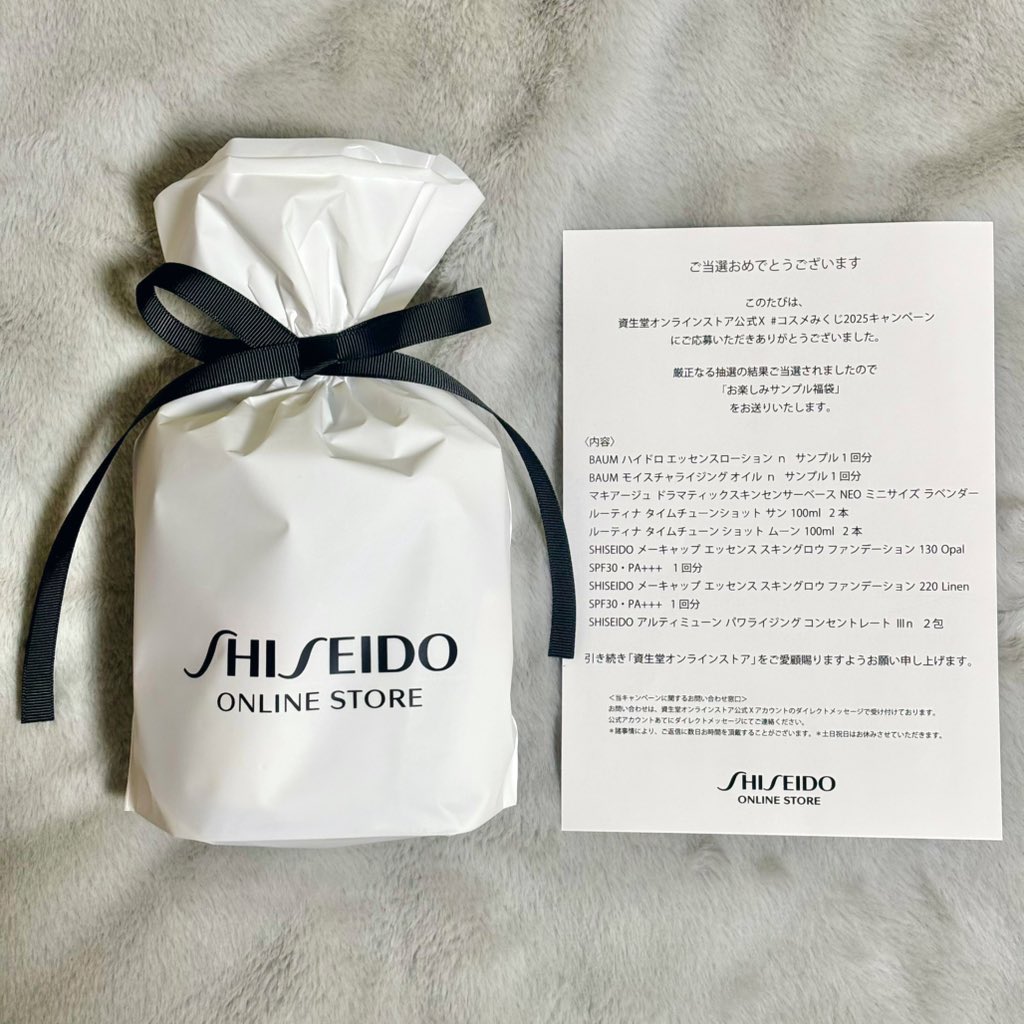 SHISEIDO
ONLINE STORE
ご当選おめでとうございます
このたびは、
資生堂オンラインストア公式X #コスメみくじ2025キャンペーン
にご応募いただきありがとうございました。
厳正なる抽選の結果ご当選されましたので
「お楽しみサンプル福袋」
をお送りいたします。
〈内容〉
BAUM ハイドロ エッセンスローション n サンプル1回分
BAUM モイスチャライジング オイル n サンプル1回分
マキアージュ ドラマティックスキンセンサーベース NEO ミニサイズ ラベンダー
ルーティナ タイムチューンショット サン 100ml 2本
ルーティナ タイムチューン ショット ムーン 100ml 2本
SHISEIDO メーキャップ エッセンス スキングロウ ファンデーション 130 Opal
SPF30・PA+++ 1回分
SHISEIDO メーキャップ エッセンス スキングロウ ファンデーション 220 Linen
SPF30・PA+++ 1回分
SHISEIDO アルティミューン パワライジング コンセントレート Ⅲn 2包
引き続き「資生堂オンラインストア」をご愛顧賜りますようお願い申し上げます。
<当キャンペーンに関するお問い合わせ窓口>
お問い合わせは、資生堂オンラインストア公式Xアカウントのダイレクトメッセージで受け付けております。
公式アカウントあてにダイレクトメッセージにてご連絡ください。
*諸事情により、ご返信に数日お時間を頂戴することがございます。*土日祝日はお休みさせていただきます。
SHISEIDO
ONLINE STORE